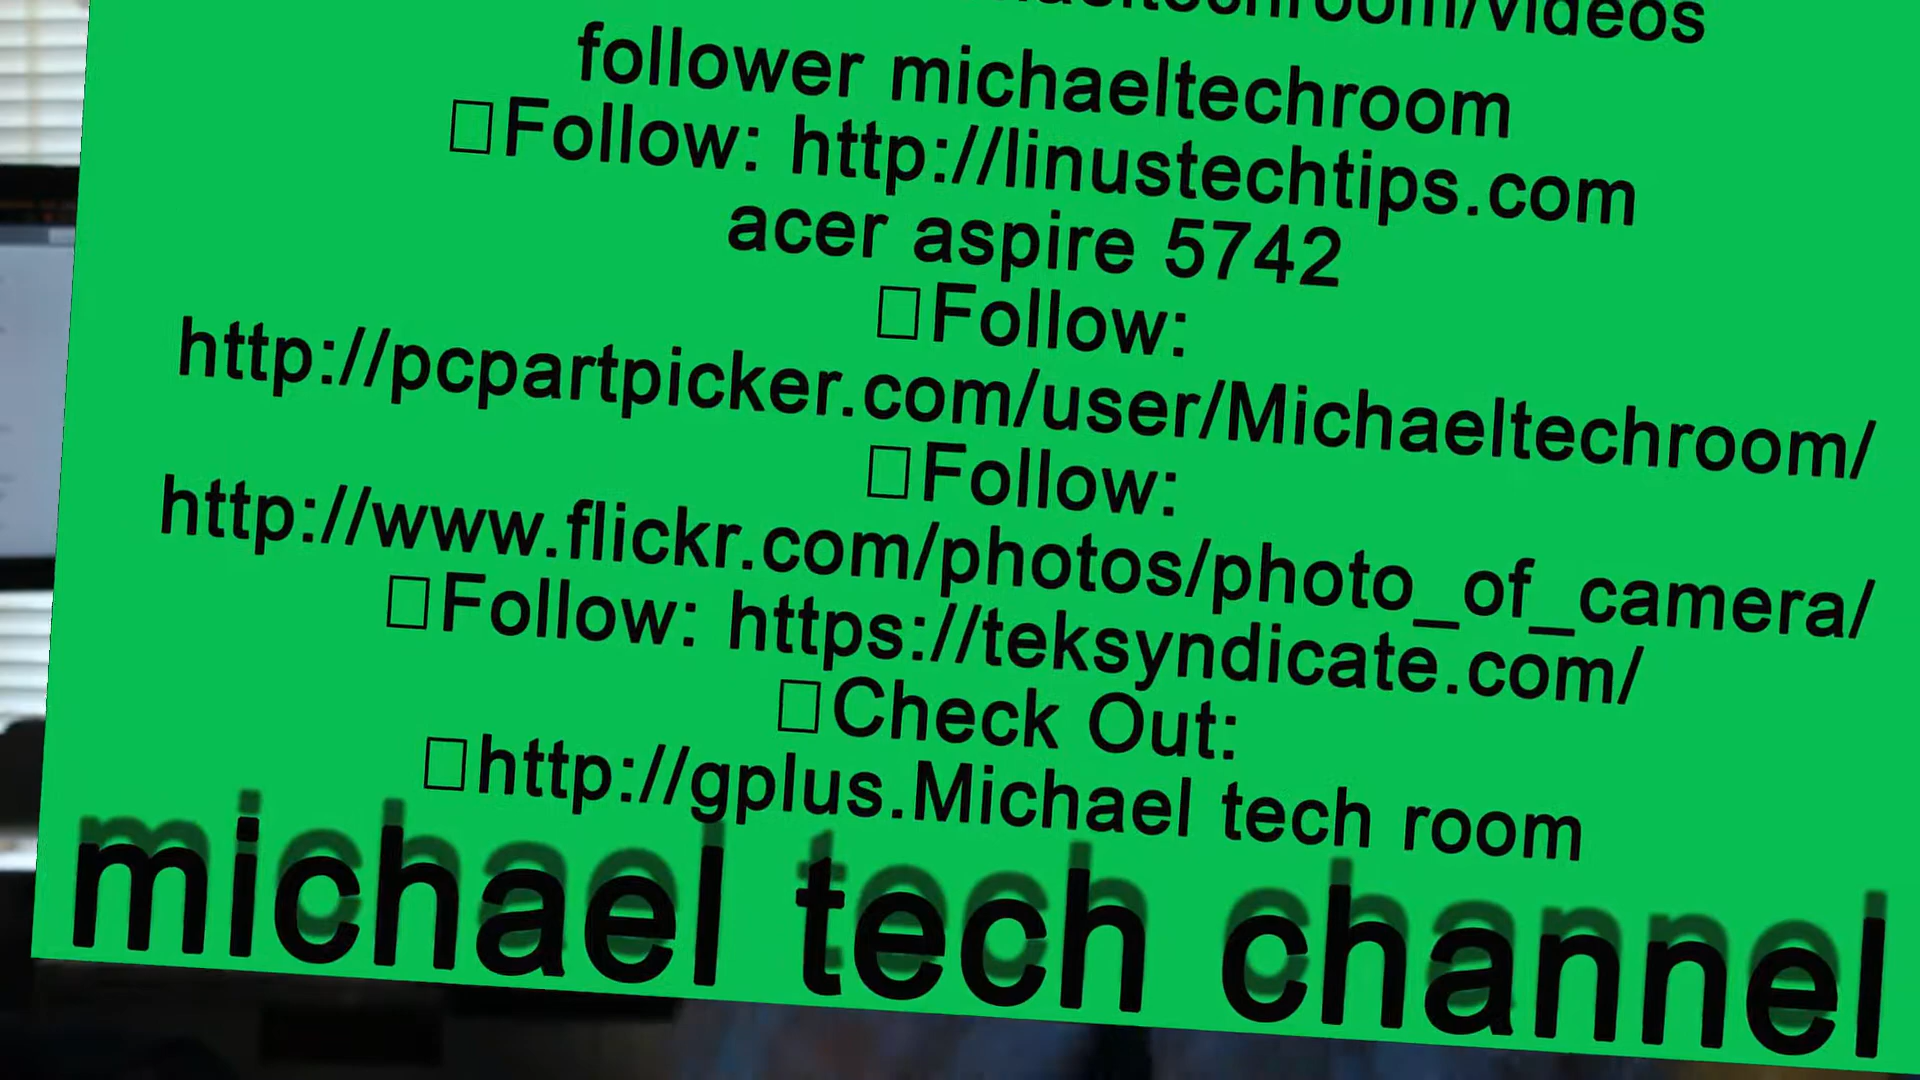 follower michaeltechroom
Follow: http://linustechtips.com
acer aspire 5742
Follow:
http://pcpartpicker.com/user/Michaeltechroom/
Follow:
http://www.flickr.com/photos/photo_of_camera/
Follow: https://teksyndicate.com/
Check Out:
http://gplus.Michael tech room
michael tech channel